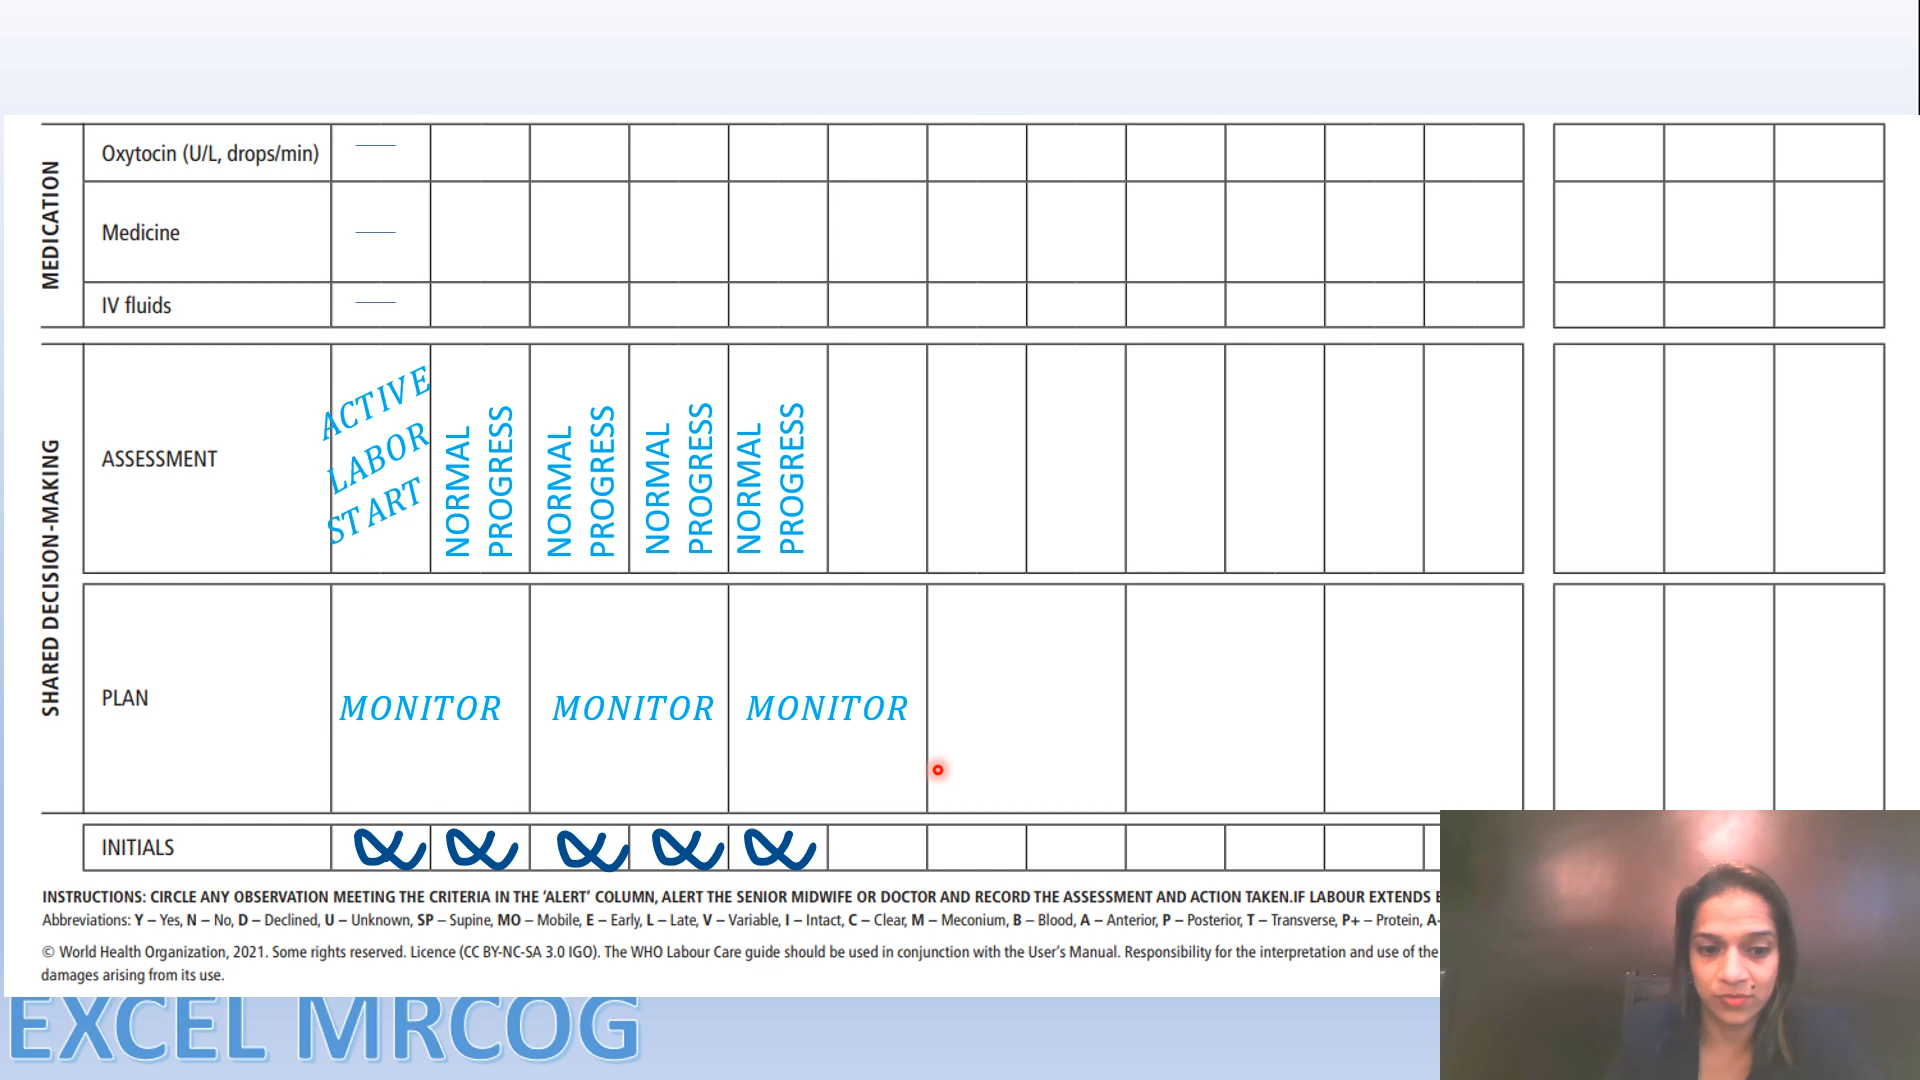 MEDICATION
Oxytocin (U/L, drops/min)
Medicine
IV fluids
SHARED DECISION-MAKING
ASSESSMENT
ACTIVE
LABOR
START
NORMAL
PROGRESS
NORMAL
PROGRESS
NORMAL
PROGRESS
NORMAL
PROGRESS
PLAN
MONITOR
MONITOR
MONITOR
INITIALS
INSTRUCTIONS: CIRCLE ANY OBSERVATION MEETING THE CRITERIA IN THE ‘ALERT’ COLUMN, ALERT THE SENIOR MIDWIFE OR DOCTOR AND RECORD THE ASSESSMENT AND ACTION TAKEN.IF LABOUR EXTENDS
Abbreviations: Y – Yes, N – No, D – Declined, U – Unknown, SP – Supine, MO – Mobile, E – Early, L – Late, V – Variable, I – Intact, C – Clear, M – Meconium, B – Blood, A – Anterior, P – Posterior, T – Transverse, P+ – Protein, A-
© World Health Organization, 2021. Some rights reserved. Licence (CC BY-NC-SA 3.0 IGO). The WHO Labour Care guide should be used in conjunction with the User’s Manual. Responsibility for the interpretation and use of the
damages arising from its use.
EXCEL MRCOG